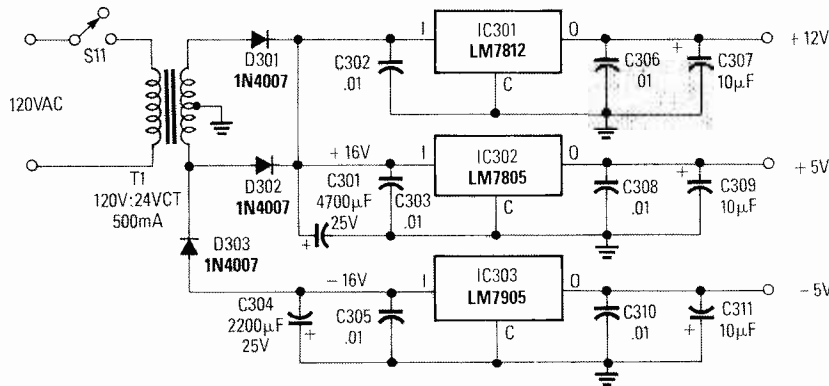 S11
120VAC
T1
120V:24VCT
500mA
D301
1N4007
D302
1N4007
D303
1N4007
C302
.01
I
IC301
LM7812
O
C
C306
.01
+
C307
10µF
+12V
+16V
C301
4700µF
25V
+
C303
.01
I
IC302
LM7805
O
C
C308
.01
+
C309
10µF
+5V
-16V
C304
2200µF
25V
+
C305
.01
I
IC303
LM7905
O
C
C310
.01
+
C311
10µF
-5V